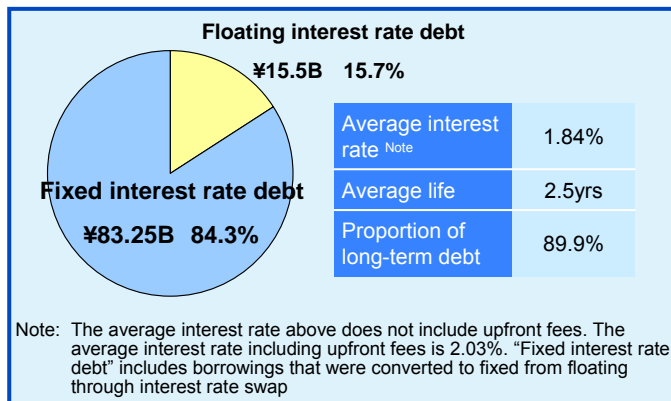 Floating interest rate debt
¥15.5B 15.7%
Fixed interest rate debt
¥83.25B 84.3%
Average interest
rate Note
1.84%
Average life
2.5yrs
Proportion of
long-term debt
89.9%
Note: The average interest rate above does not include upfront fees. The
average interest rate including upfront fees is 2.03%. “Fixed interest rate
debt” includes borrowings that were converted to fixed from floating
through interest rate swap